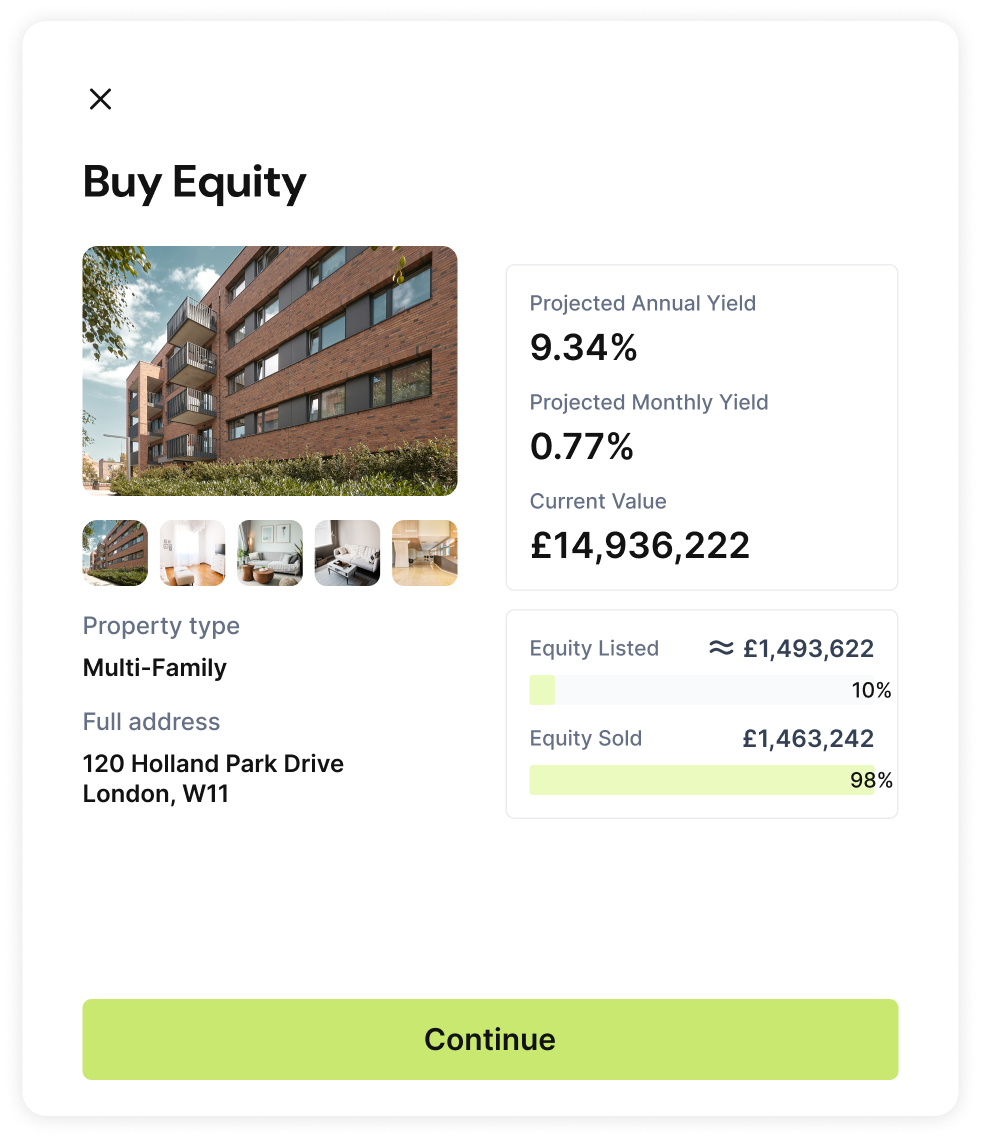 Buy Equity
Property type
Multi-Family
Full address
120 Holland Park Drive
London, W11
Projected Annual Yield
9.34%
Projected Monthly Yield
0.77%
Current Value
£14,936,222
Equity Listed ≈ £1,493,622
10%
Equity Sold £1,463,242
98%
Continue